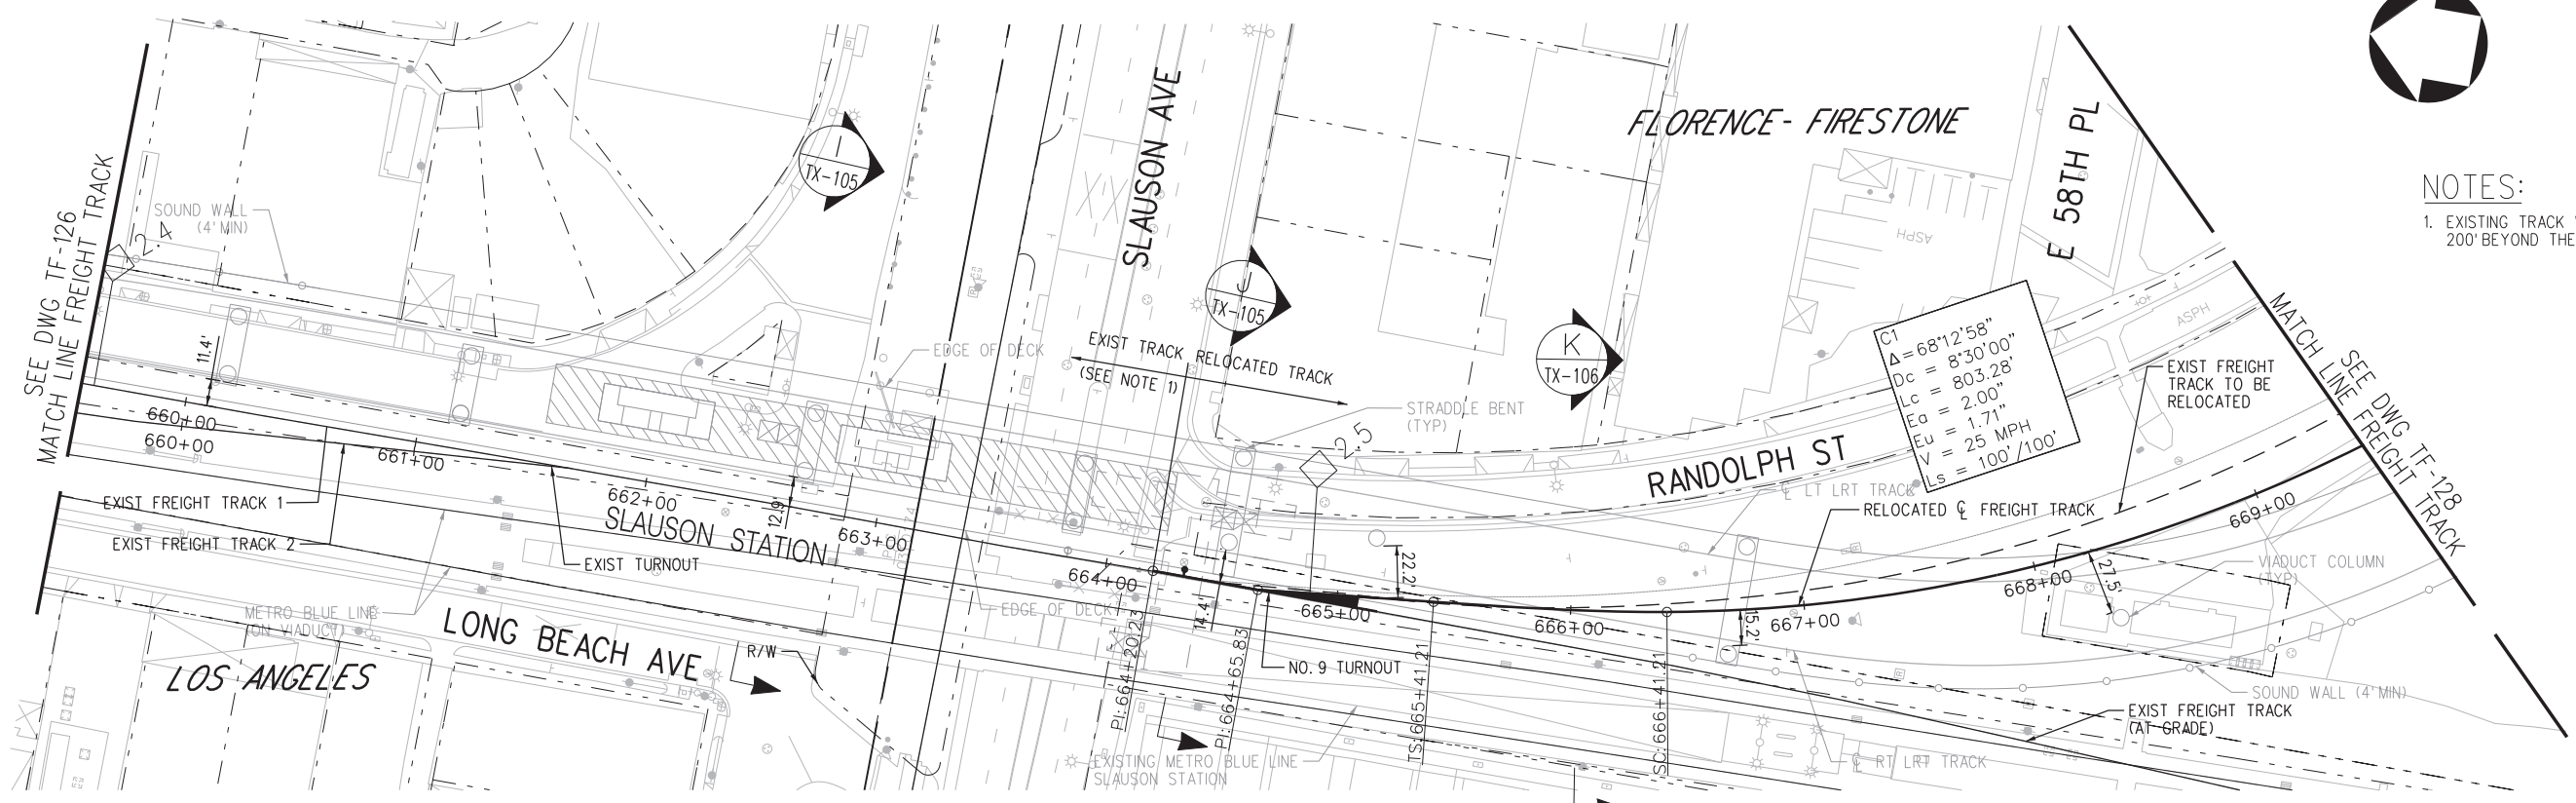 SEE DWG TF-126
MATCH LINE FREIGHT TRACK
2.4
SOUND WALL
(4' MIN)
11.4'
660+00
660+00
661+00
EXIST FREIGHT TRACK 1
EXIST FREIGHT TRACK 2
662+00
SLAUSON STATION
EXIST TURNOUT
12.9'
663+00
METRO BLUE LINE
(ON VIADUCT)
LONG BEACH AVE
LOS ANGELES
R/W
I
TX-105
EDGE OF DECK
SLAUSON AVE
J
TX-105
EXIST TRACK
RELOCATED TRACK
(SEE NOTE 1)
STRADDLE BENT
(TYP)
2.5
664+00
EDGE OF DECK
14.4'
PI: 664+20.23
PI: 664+65.83
665+00
22.2'
NO. 9 TURNOUT
TS: 665+41.21
666+00
SC: 666+41.21
EXISTING METRO BLUE LINE
SLAUSON STATION
K
TX-106
FLORENCE- FIRESTONE
ASPH
E 58TH PL
C1
Δ = 68°12'58"
Dc = 8°30'00"
Lc = 803.28'
Ea = 2.00"
Eu = 1.71"
V = 25 MPH
Ls = 100'/100'
RANDOLPH ST
℄ LT LRT TRACK
RELOCATED ℄ FREIGHT TRACK
15.2'
667+00
668+00
27.5'
669+00
EXIST FREIGHT
TRACK TO BE
RELOCATED
ASPH
SEE DWG TF-128
MATCH LINE FREIGHT TRACK
VIADUCT COLUMN
(TYP)
SOUND WALL (4' MIN)
EXIST FREIGHT TRACK
(AT GRADE)
℄ RT LRT TRACK
NOTES:
1. EXISTING TRACK
200' BEYOND THE